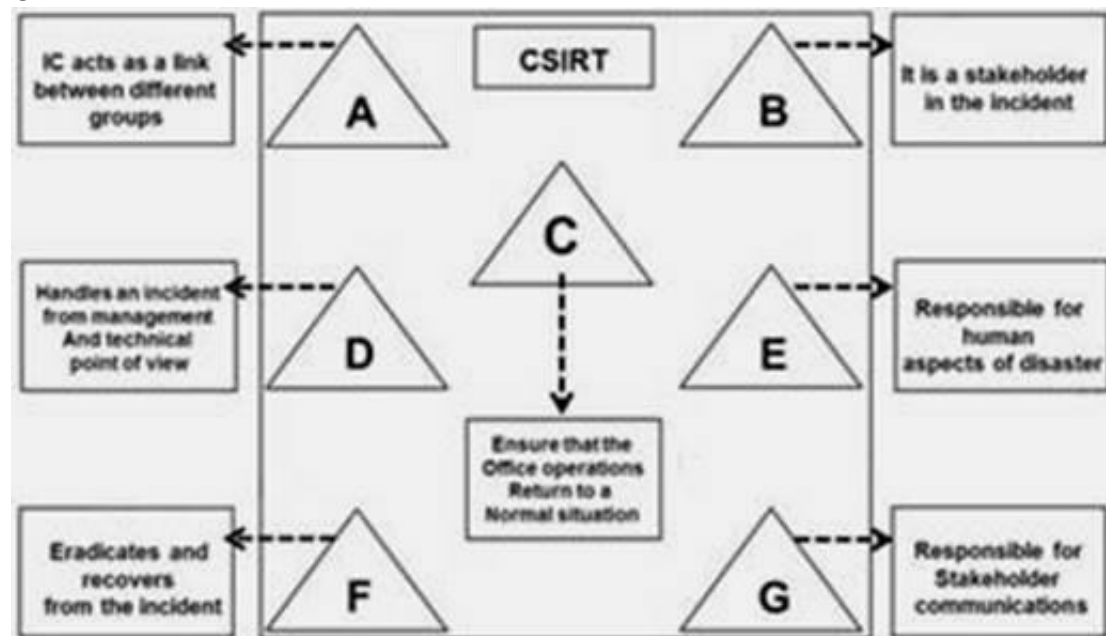 IC acts as a link
between different
groups
A
CSIRT
B
It is a stakeholder
in the incident
C
Handles an incident
from management
And technical
point of view
D
E
Responsible for
human
aspects of disaster
Ensure that the
Office operations
Return to a
Normal situation
Eradicates and
recovers
from the incident
F
G
Responsible for
Stakeholder
communications